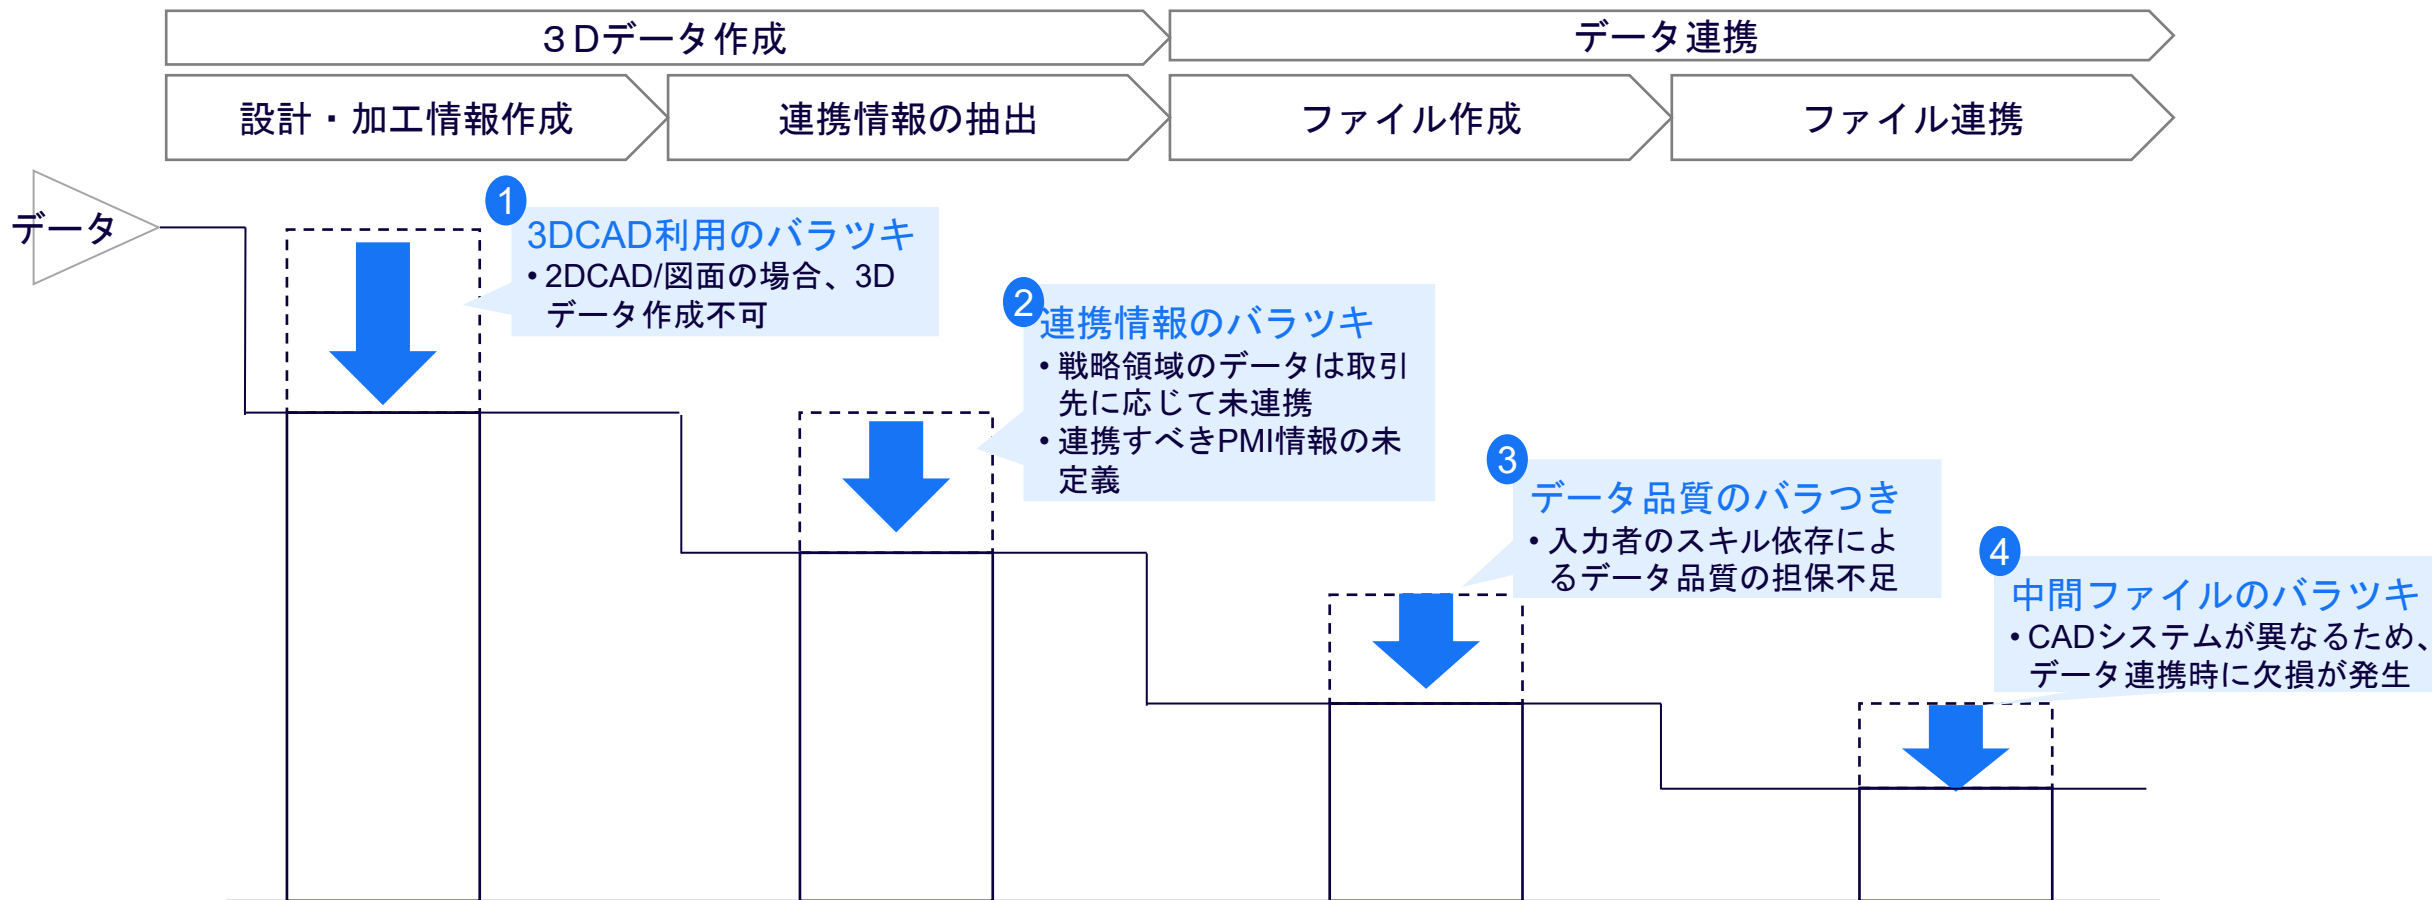 ３Dデータ作成
データ連携
設計・加工情報作成
連携情報の抽出
ファイル作成
ファイル連携
データ
1
3DCAD利用のバラツキ
• 2DCAD/図面の場合、3D
データ作成不可
2
連携情報のバラツキ
• 戦略領域のデータは取引
先に応じて未連携
• 連携すべきPMI情報の未
定義
3
データ品質のバラつき
• 入力者のスキル依存によ
るデータ品質の担保不足
4
中間ファイルのバラツキ
• CADシステムが異なるため、
データ連携時に欠損が発生